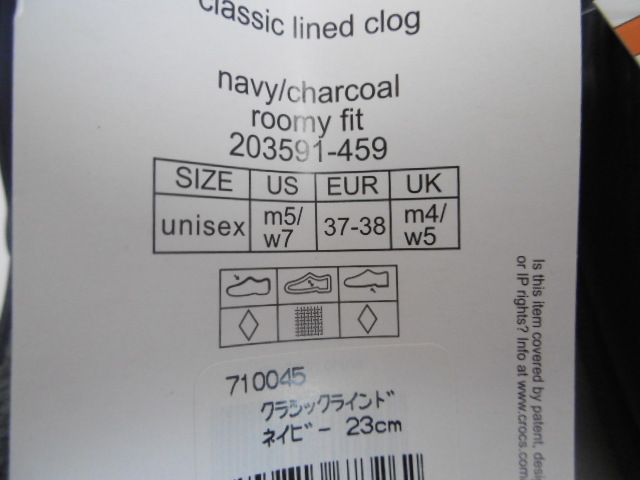 classic lined clog
navy/charcoal
roomy fit
203591-459
SIZE US EUR UK
unisex m5/ w7 37-38 m4/ w5
710045
クラシックラインド
ネイビー 23cm
Is this item covered by patent, desi
or IP rights? Info at www.crocs.com